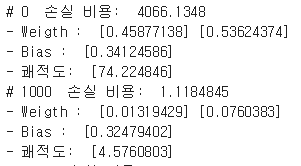 # 0  손실 비용:  4066.1348
- Weigth :  [0.45877138] [0.53624374]
- Bias :  [0.34124586]
- 쾌적도:  [74.224846]
# 1000  손실 비용:  1.1184845
- Weigth :  [0.01319429] [0.0760383]
- Bias :  [0.32479402]
- 쾌적도:  [4.5760803]